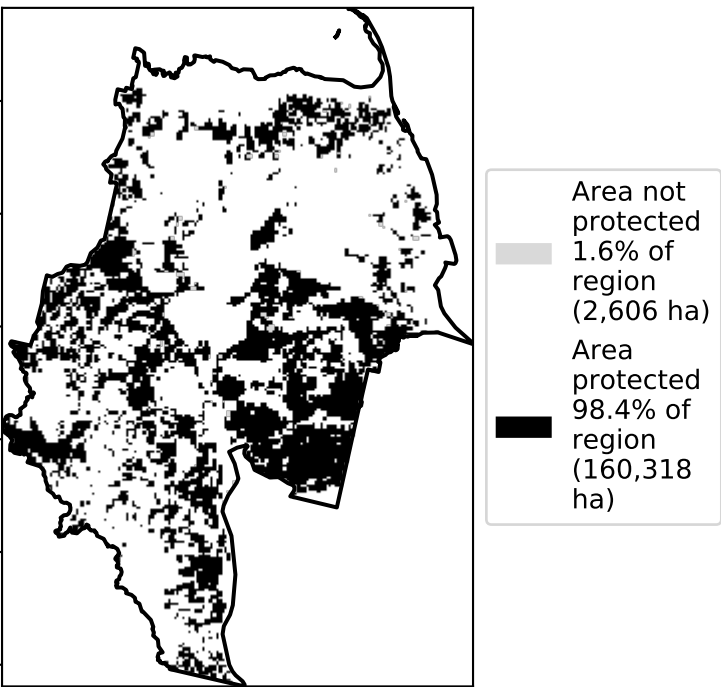 Area not
protected
1.6% of
region
(2,606 ha)
Area
protected
98.4% of
region
(160,318
ha)